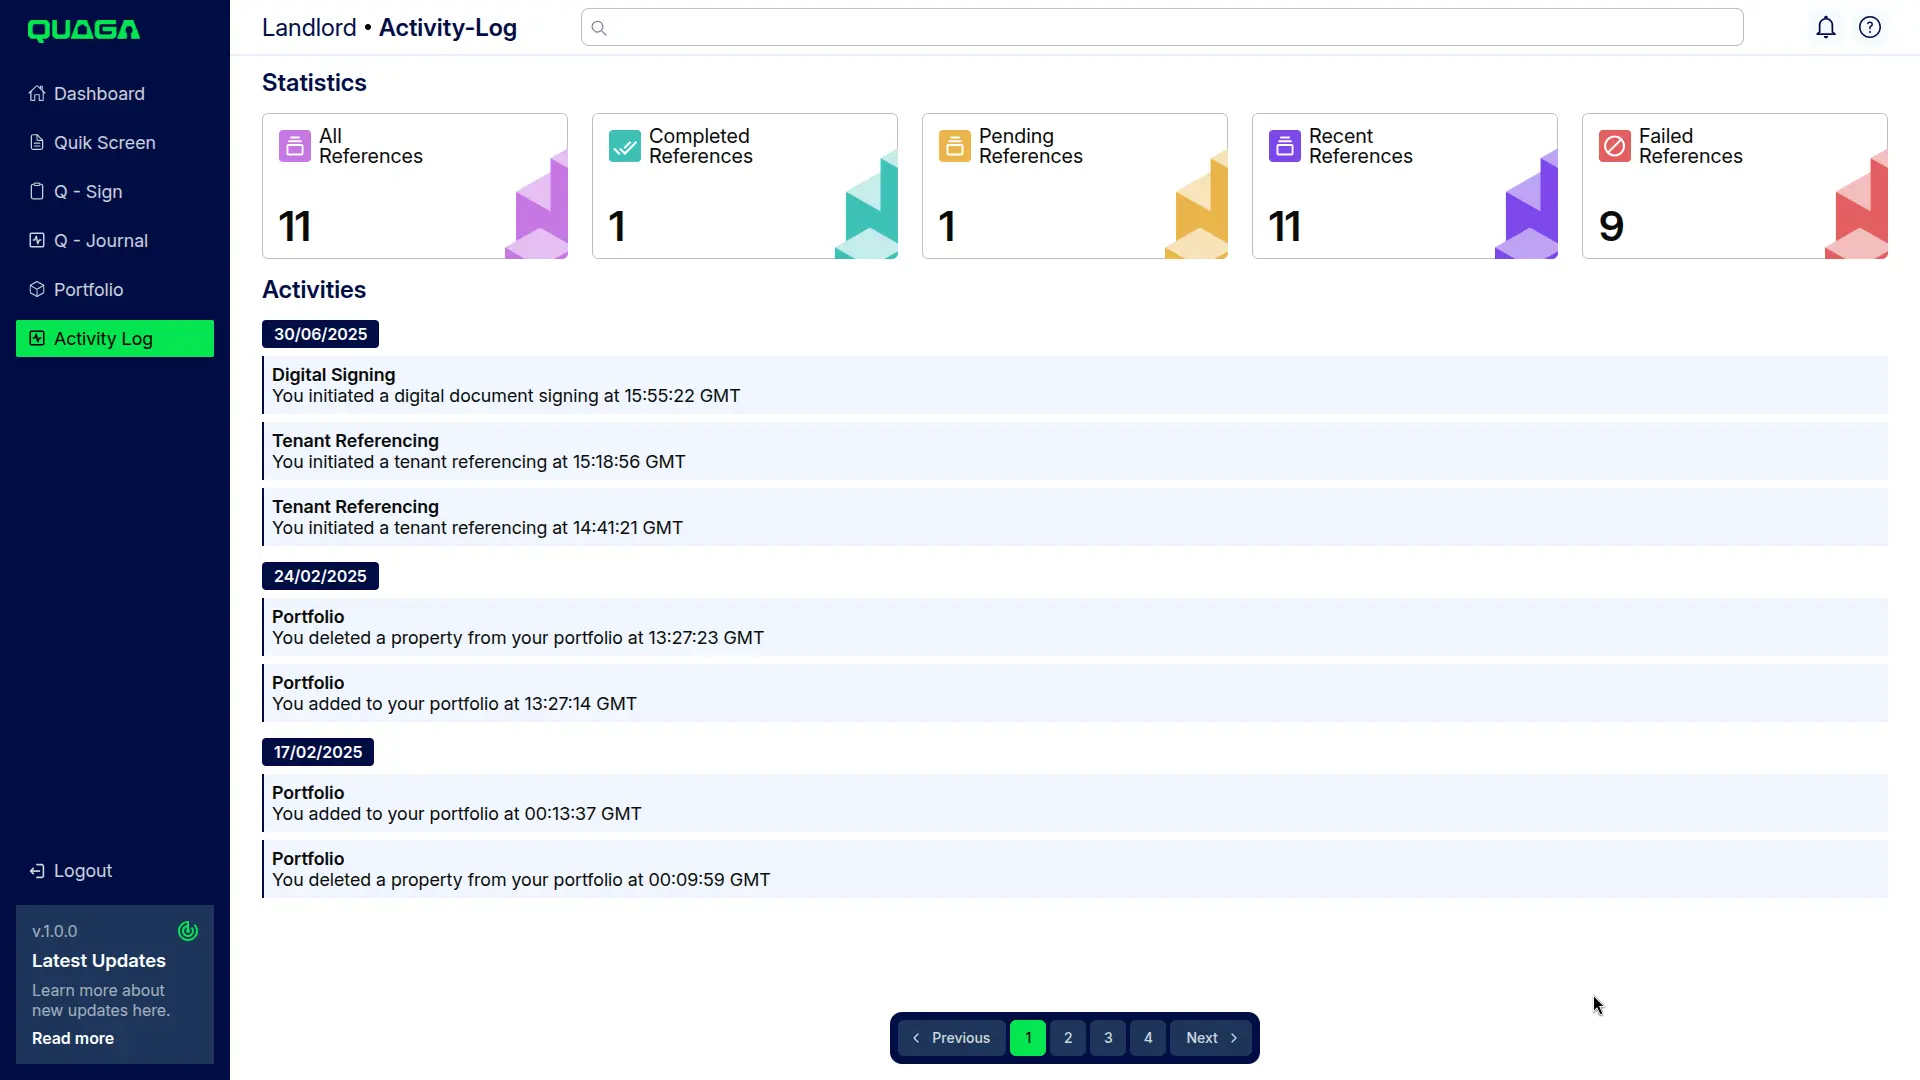 QUAGA
Dashboard
Quik Screen
Q - Sign
Q - Journal
Portfolio
Activity Log
Logout
v.1.0.0
Latest Updates
Learn more about
new updates here.
Read more
Landlord • Activity-Log
Statistics
All
References
11
Completed
References
1
Pending
References
1
Recent
References
11
Failed
References
9
Activities
30/06/2025
Digital Signing
You initiated a digital document signing at 15:55:22 GMT
Tenant Referencing
You initiated a tenant referencing at 15:18:56 GMT
Tenant Referencing
You initiated a tenant referencing at 14:41:21 GMT
24/02/2025
Portfolio
You deleted a property from your portfolio at 13:27:23 GMT
Portfolio
You added to your portfolio at 13:27:14 GMT
17/02/2025
Portfolio
You added to your portfolio at 00:13:37 GMT
Portfolio
You deleted a property from your portfolio at 00:09:59 GMT
Previous 1 2 3 4 Next